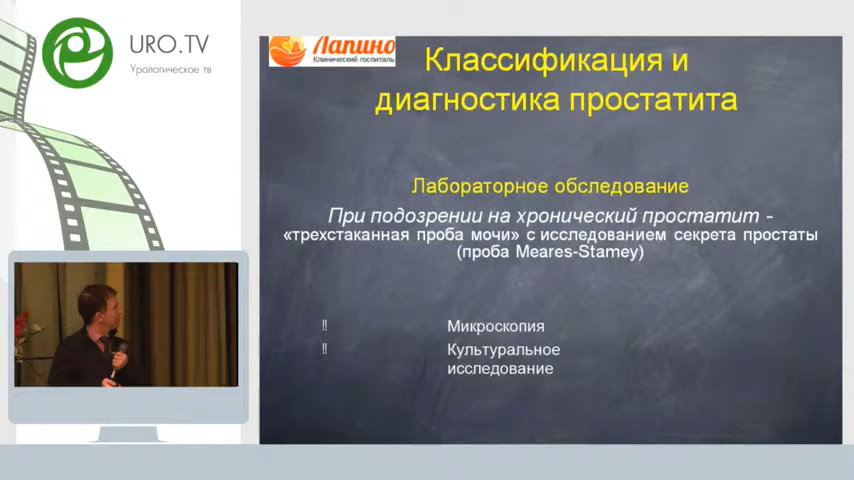 URO.TV
Урологическое тв
Лапино
Клинический госпиталь
Классификация и
диагностика простатита
Лабораторное обследование
При подозрении на хронический простатит -
«трехстаканная проба мочи» с исследованием секрета простаты
(проба Meares-Stamey)
‼ Микроскопия
‼ Культуральное
исследование